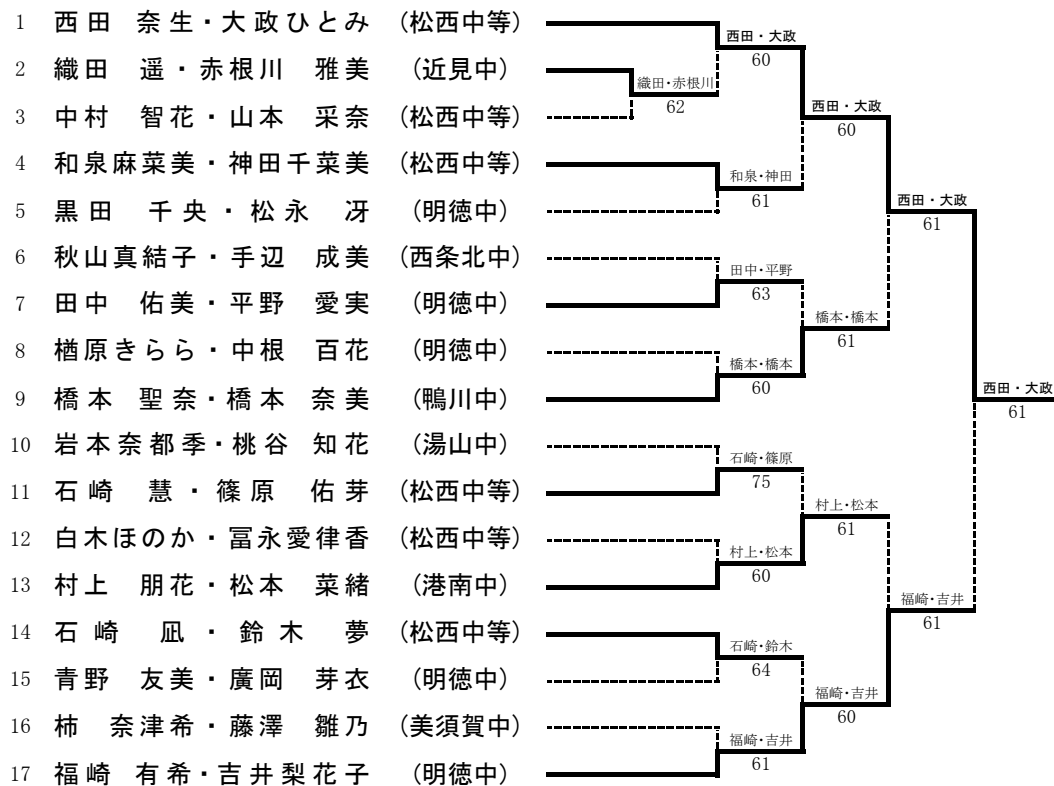 1 西田 奈生・大政ひとみ (松西中等)
2 織田 遥・赤根川 雅美 (近見中)
3 中村 智花・山本 采奈 (松西中等)
4 和泉麻菜美・神田千菜美 (松西中等)
5 黒田 千央・松永 冴 (明徳中)
6 秋山真結子・手辺 成美 (西条北中)
7 田中 佑美・平野 愛実 (明徳中)
8 楢原きらら・中根 百花 (明徳中)
9 橋本 聖奈・橋本 奈美 (鴨川中)
10 岩本奈都季・桃谷 知花 (湯山中)
11 石崎 慧・篠原 佑芽 (松西中等)
12 白木ほのか・冨永愛律香 (松西中等)
13 村上 朋花・松本 菜緒 (港南中)
14 石崎 凪・鈴木 夢 (松西中等)
15 青野 友美・廣岡 芽衣 (明徳中)
16 柿 奈津希・藤澤 雛乃 (美須賀中)
17 福崎 有希・吉井梨花子 (明徳中)
織田・赤根川
62
西田・大政
60
和泉・神田
61
田中・平野
63
橋本・橋本
60
石崎・篠原
75
村上・松本
60
石崎・鈴木
64
福崎・吉井
61
西田・大政
60
橋本・橋本
61
村上・松本
61
福崎・吉井
60
西田・大政
61
福崎・吉井
61
西田・大政
61